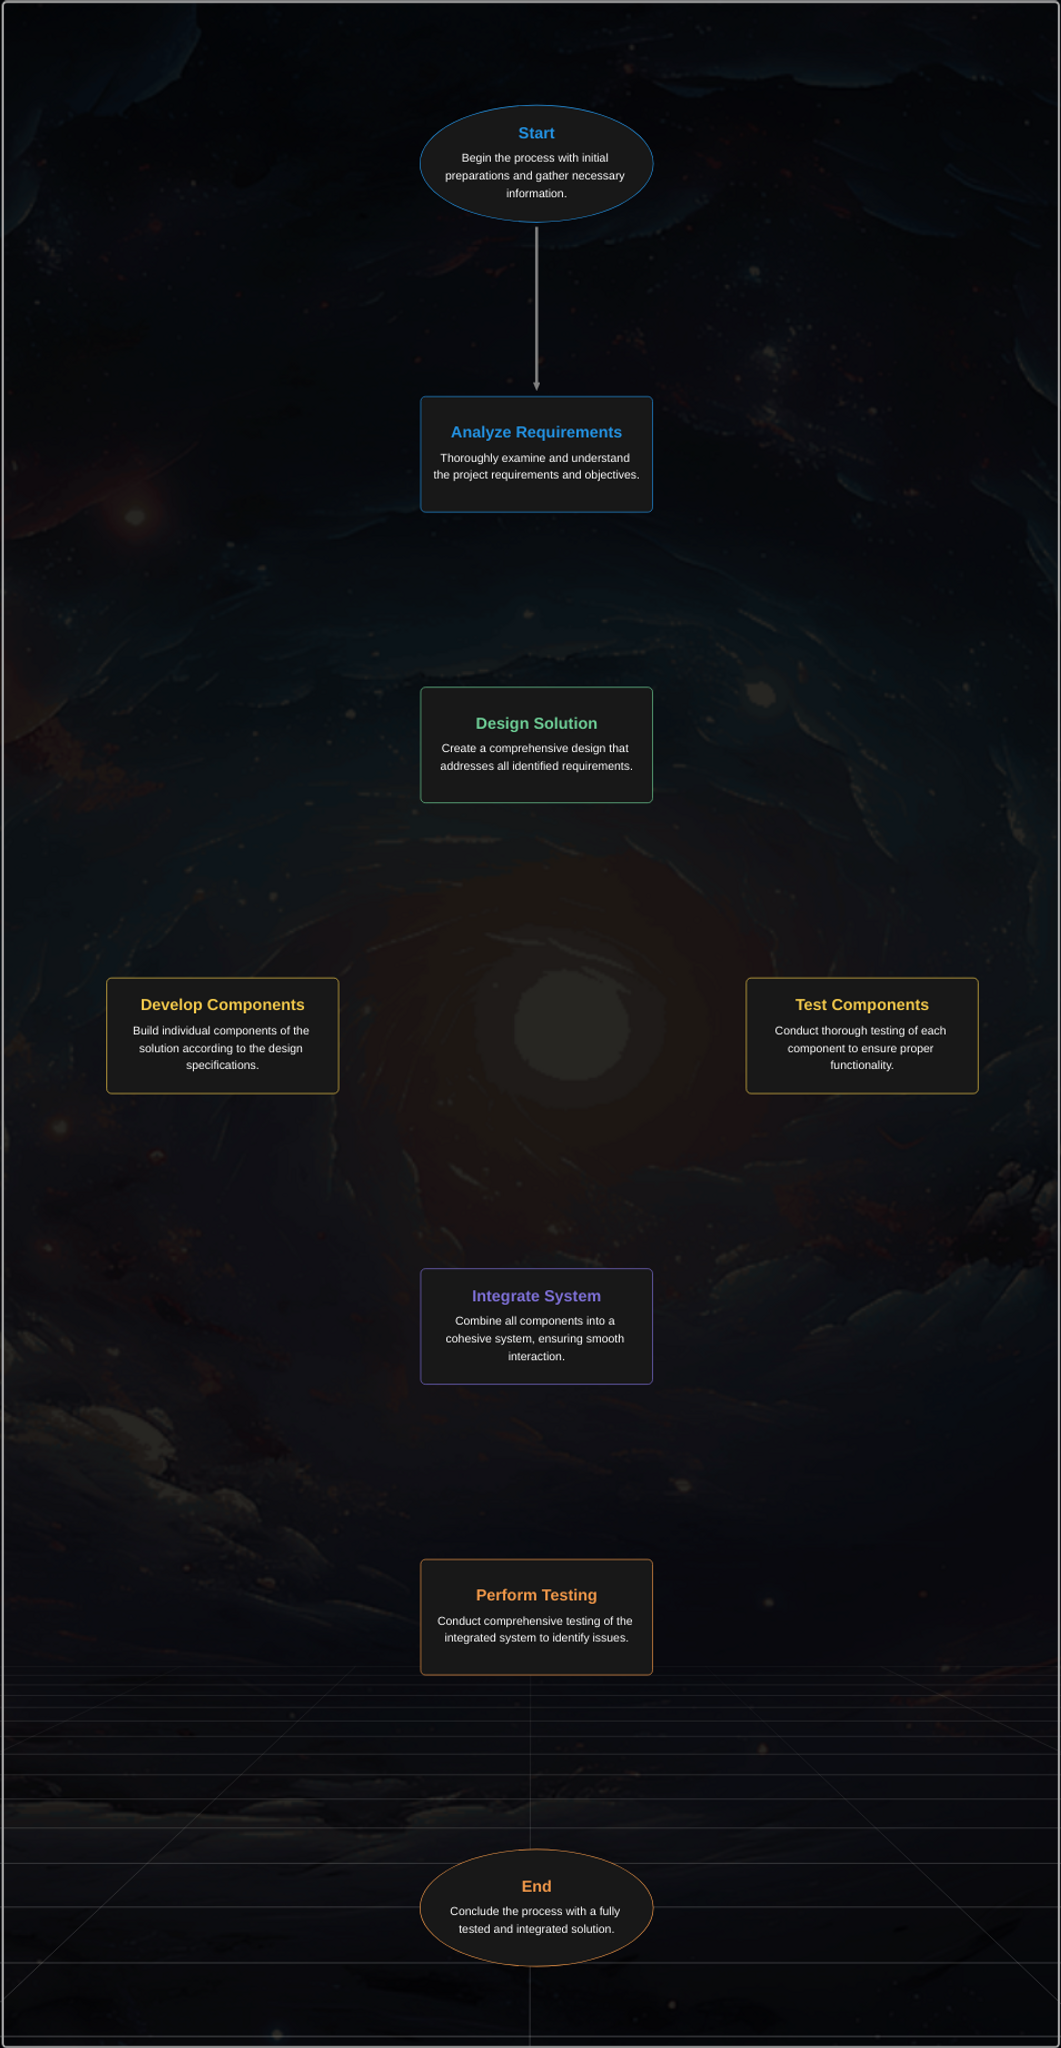 Start
Begin the process with initial
preparations and gather necessary
information.
Analyze Requirements
Thoroughly examine and understand
the project requirements and objectives.
Design Solution
Create a comprehensive design that
addresses all identified requirements.
Develop Components
Build individual components of the
solution according to the design
specifications.
Test Components
Conduct thorough testing of each
component to ensure proper
functionality.
Integrate System
Combine all components into a
cohesive system, ensuring smooth
interaction.
Perform Testing
Conduct comprehensive testing of the
integrated system to identify issues.
End
Conclude the process with a fully
tested and integrated solution.